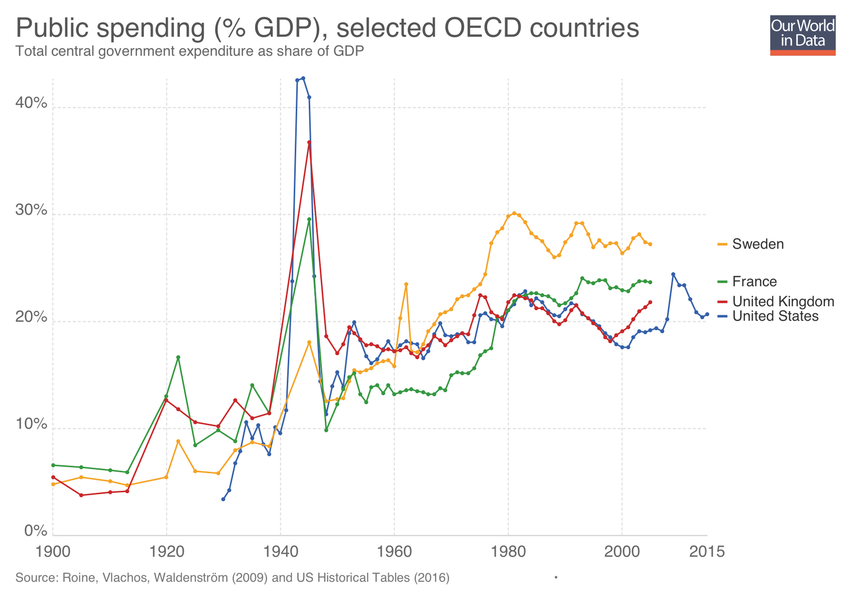 Public spending (% GDP), selected OECD countries
Total central government expenditure as share of GDP
Our World
in Data
40%
30%
20%
10%
0%
1900 1920 1940 1960 1980 2000 2015
Sweden
France
United Kingdom
United States
Source: Roine, Vlachos, Waldenström (2009) and US Historical Tables (2016)